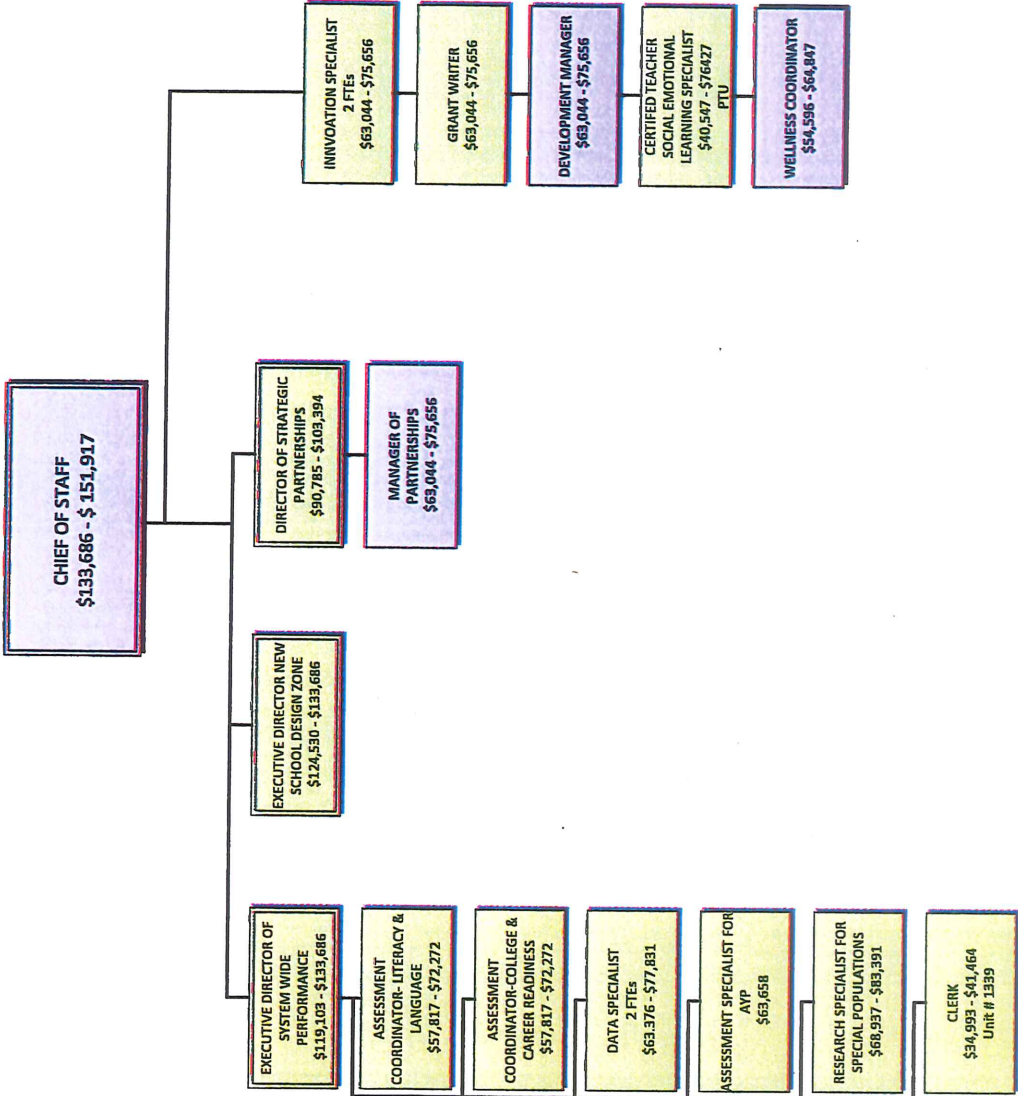 CHIEF OF STAFF
$133,686 - $ 151,917
EXECUTIVE DIRECTOR OF
SYSTEM WIDE
PERFORMANCE
$119,103 - $133,686
ASSESSMENT
COORDINATOR- LITERACY &
LANGUAGE
$57,817 - $72,272
ASSESSMENT
COORDINATOR-COLLEGE &
CAREER READINESS
$57,817 - $72,272
DATA SPECIALIST
2 FTEs
$63.376 - $77,831
ASSESSMENT SPECIALIST FOR
AYP
$63,658
RESEARCH SPECIALIST FOR
SPECIAL POPULATIONS
$68,937 - $83,391
CLERK
$34,993 - $41,464
Unit # 1339
EXECUTIVE DIRECTOR NEW
SCHOOL DESIGN ZONE
$124,530 - $133,686
DIRECTOR OF STRATEGIC
PARTNERSHIPS
$90,785 - $103,394
MANAGER OF
PARTNERSHIPS
$63,044 - $75,656
INNVOATION SPECIALIST
2 FTEs
$63,044 - $75,656
GRANT WRITER
$63,044 - $75,656
DEVELOPMENT MANAGER
$63,044 - $75,656
CERTIFED TEACHER
SOCIAL EMOTIONAL
LEARNING SPECIALIST
$40,547 - $76427
PTU
WELLNESS COORDINATOR
$54,596 - $64,847